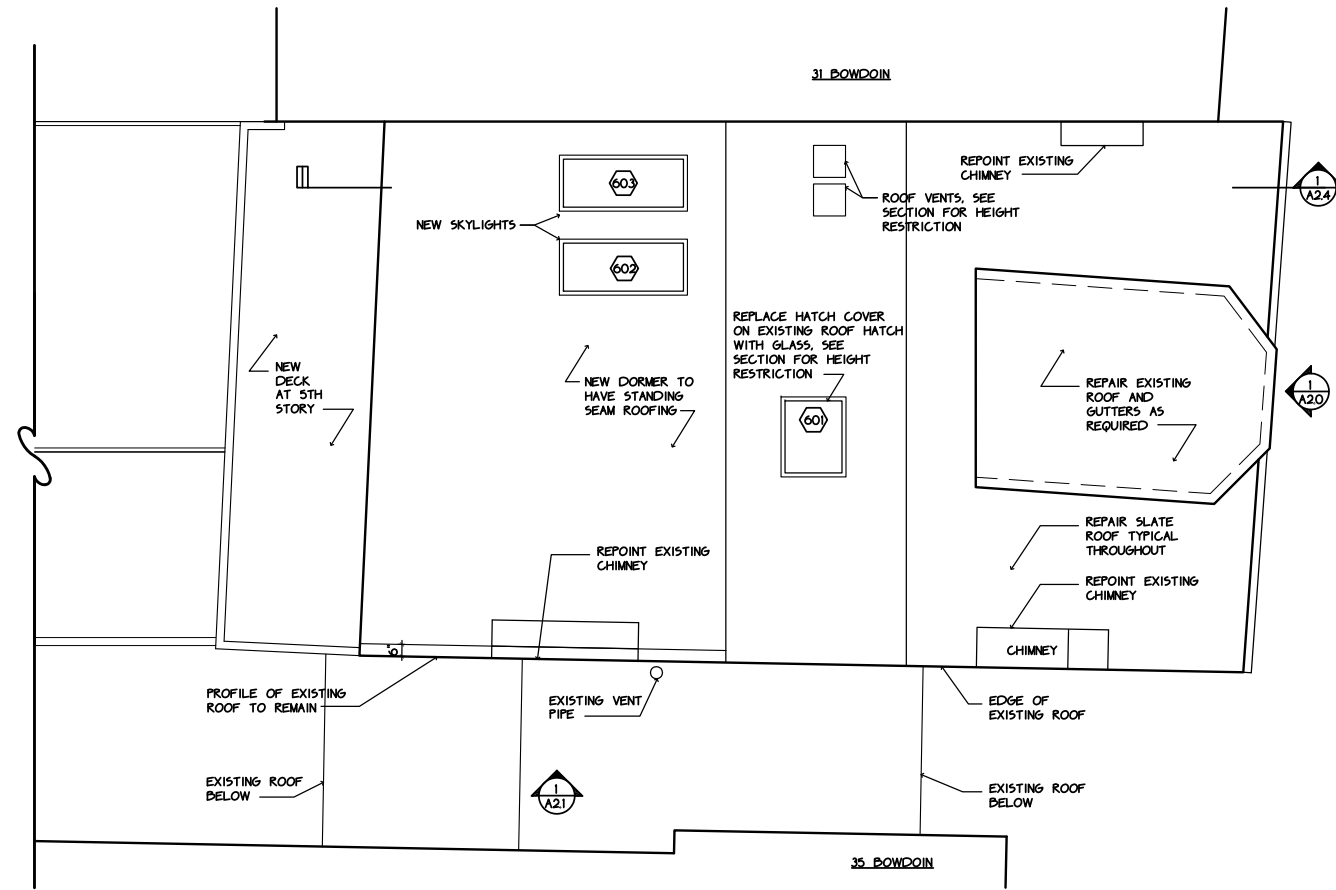 31 BOWDOIN
REPOINT EXISTING
CHIMNEY
1
A2.4
603
ROOF VENTS, SEE
SECTION FOR HEIGHT
RESTRICTION
NEW SKYLIGHTS
602
REPLACE HATCH COVER
ON EXISTING ROOF HATCH
WITH GLASS, SEE
SECTION FOR HEIGHT
RESTRICTION
NEW
DECK
AT 5TH
STORY
NEW DORMER TO
HAVE STANDING
SEAM ROOFING
REPAIR EXISTING
ROOF AND
GUTTERS AS
REQUIRED
1
A2.0
601
REPAIR SLATE
ROOF TYPICAL
THROUGHOUT
REPOINT EXISTING
CHIMNEY
REPOINT EXISTING
CHIMNEY
6"
CHIMNEY
PROFILE OF EXISTING
ROOF TO REMAIN
EXISTING VENT
PIPE
EDGE OF
EXISTING ROOF
EXISTING ROOF
BELOW
1
A2.1
EXISTING ROOF
BELOW
35 BOWDOIN